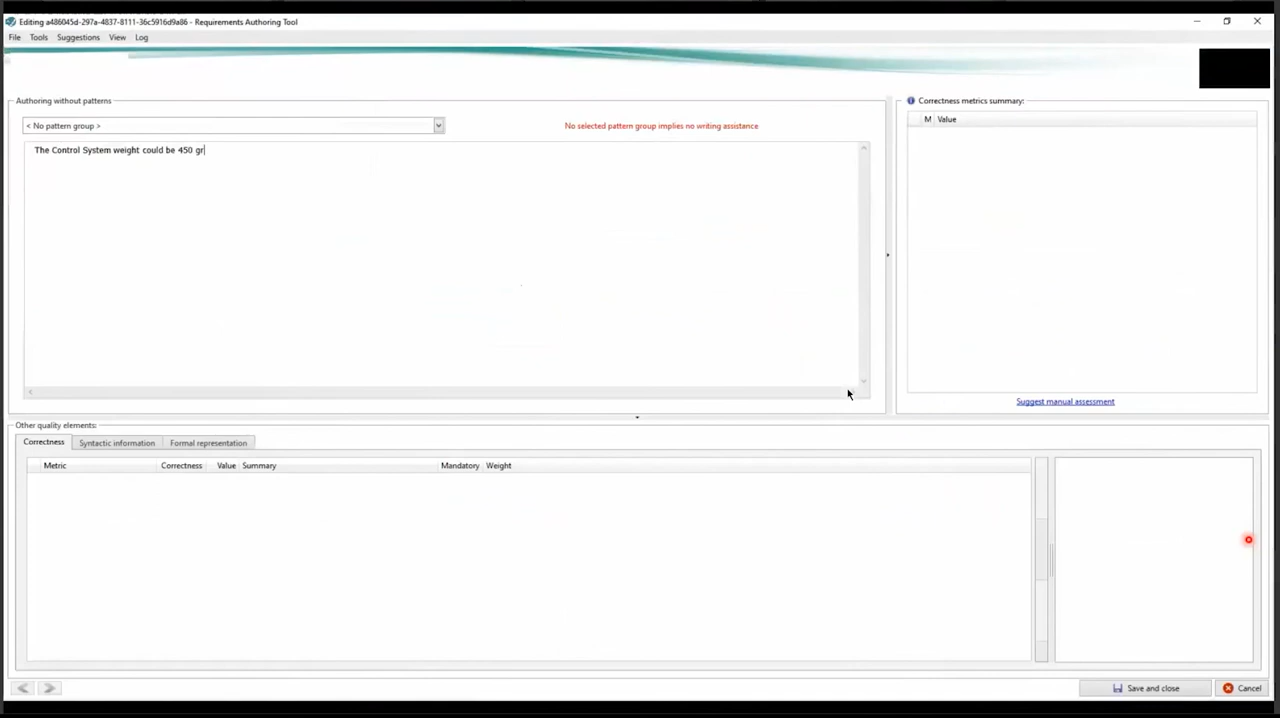 Editing a486045d-297a-4837-8111-36c5916d9a86 - Requirements Authoring Tool
File Tools Suggestions View Log
Authoring without patterns
< No pattern group >
No selected pattern group implies no writing assistance
The Control System weight could be 450 gr
Correctness metrics summary:
M Value
Suggest manual assessment
Other quality elements:
Correctness Syntactic information Formal representation
Metric Correctness Value Summary Mandatory Weight
Save and close Cancel